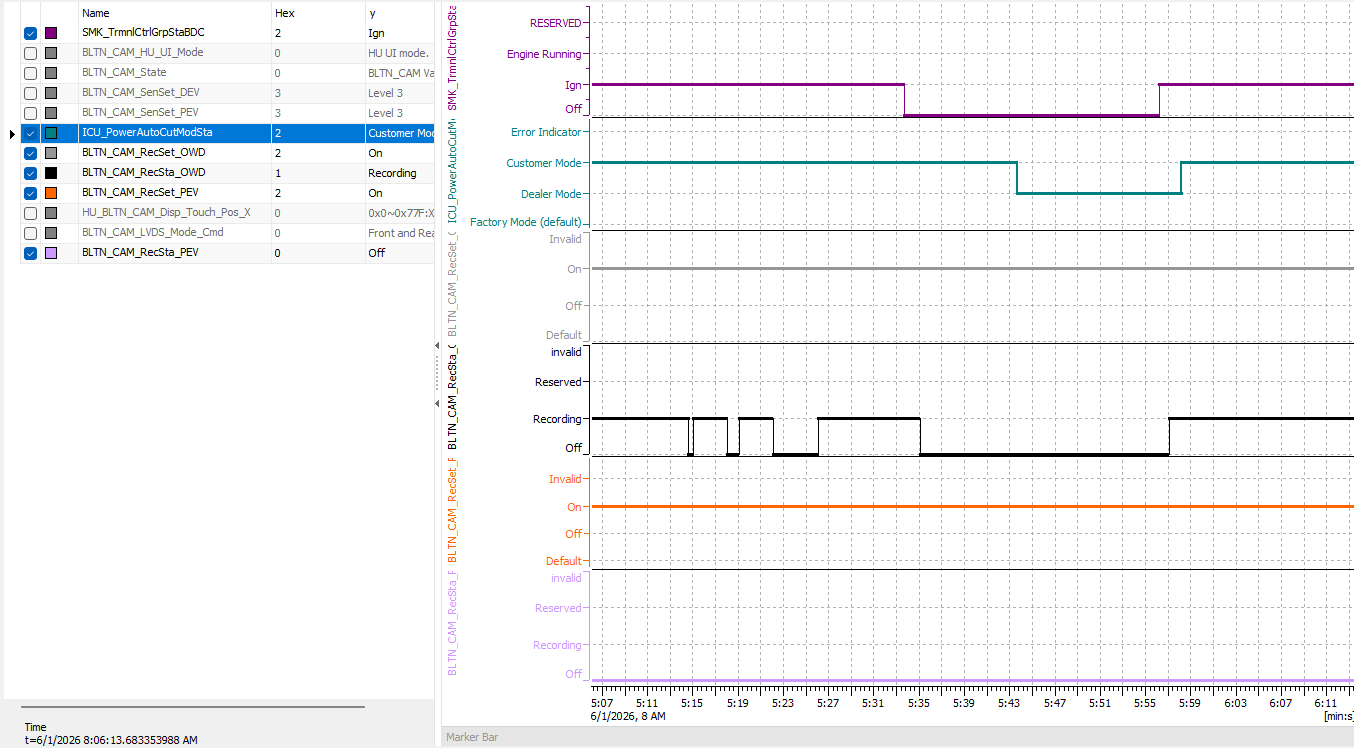 Name Hex y
SMK_TrmnlCtrlGrpStaBDC 2 Ign
BLTN_CAM_HU_UI_Mode 0 HU UI mode.
BLTN_CAM_State 0 BLTN_CAM Va
BLTN_CAM_SenSet_DEV 3 Level 3
BLTN_CAM_SenSet_PEV 3 Level 3
ICU_PowerAutoCutModSta 2 Customer Mod
BLTN_CAM_RecSet_OWD 2 On
BLTN_CAM_RecSta_OWD 1 Recording
BLTN_CAM_RecSet_PEV 2 On
HU_BLTN_CAM_Disp_Touch_Pos_X 0 0x0~0x77F:X
BLTN_CAM_LVDS_Mode_Cmd 0 Front and Rea
BLTN_CAM_RecSta_PEV 0 Off
Time
t=6/1/2026 8:06:13.683353988 AM
SMK_TrmnlCtrlGrpSta
RESERVED
Engine Running
Ign
Off
ICU_PowerAutoCutM
Error Indicator
Customer Mode
Dealer Mode
Factory Mode (default)
BLTN_CAM_RecSet_
Invalid
On
Off
Default
BLTN_CAM_RecSta_
invalid
Reserved
Recording
Off
BLTN_CAM_RecSet_
Invalid
On
Off
Default
BLTN_CAM_RecSta_
invalid
Reserved
Recording
Off
5:07 5:11 5:15 5:19 5:23 5:27 5:31 5:35 5:39 5:43 5:47 5:51 5:55 5:59 6:03 6:07 6:11
6/1/2026, 8 AM [min:s]
Marker Bar